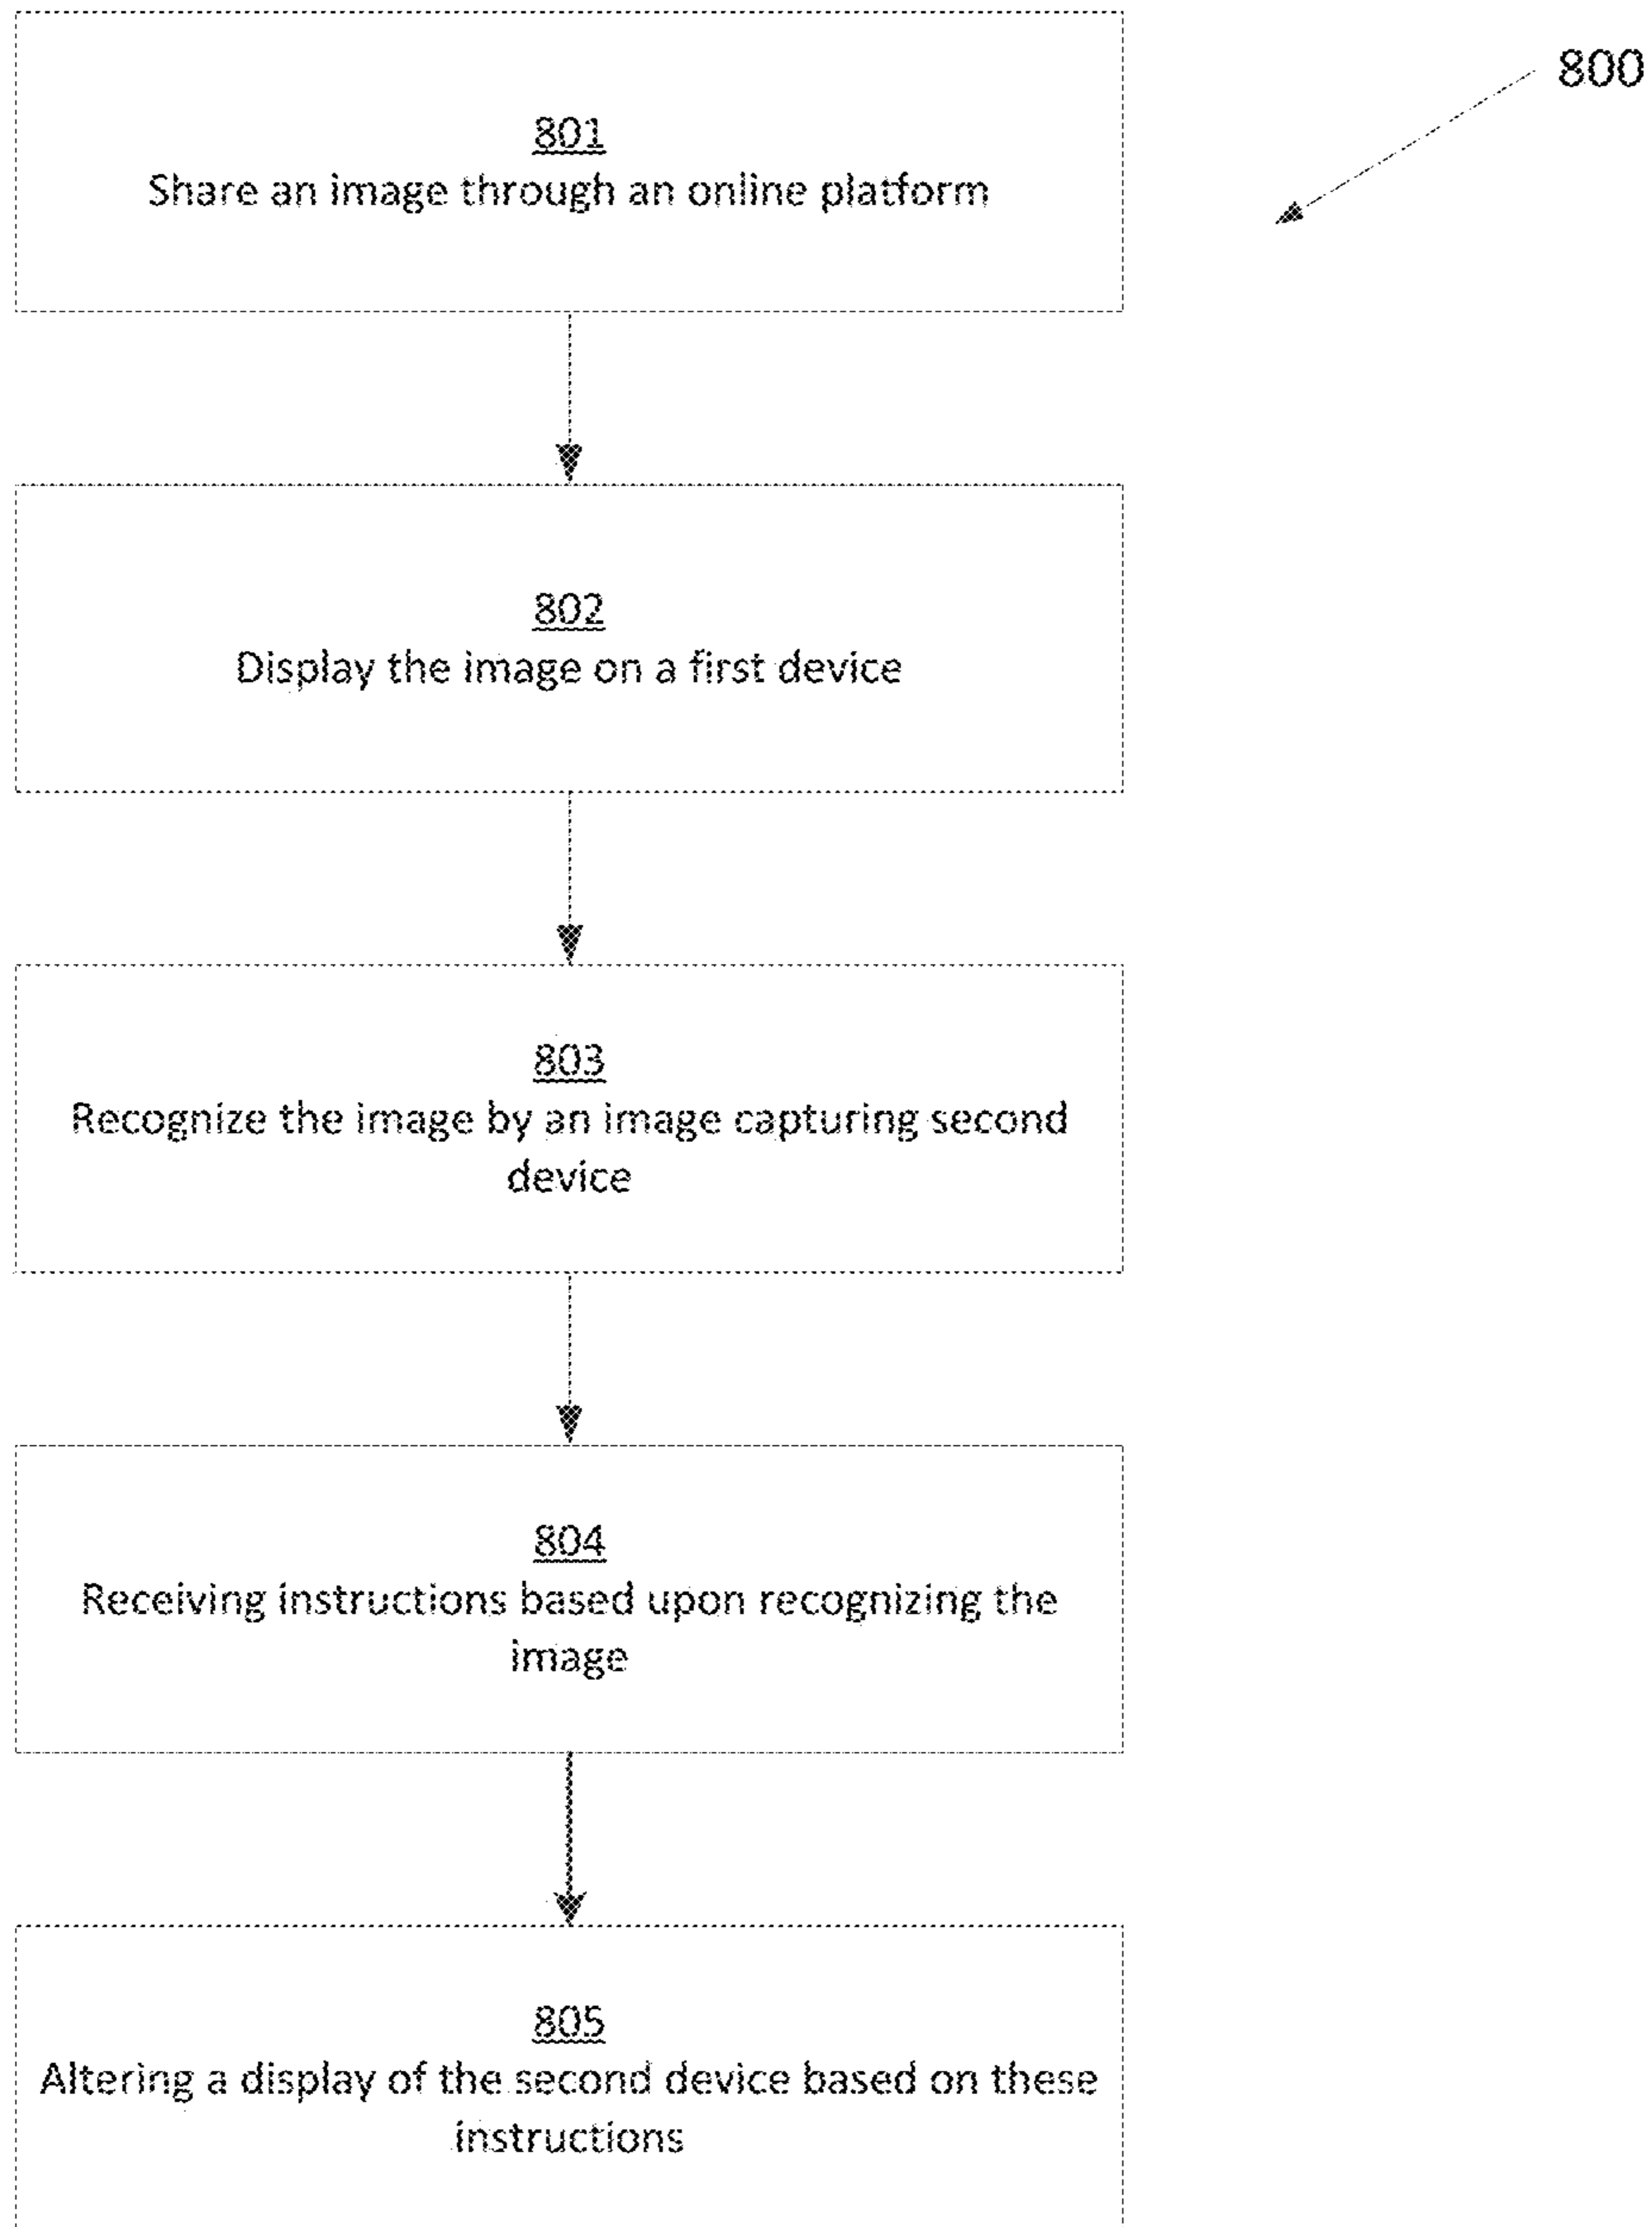 800
801
Share an image through an online platform
802
Display the image on a first device
803
Recognize the image by an image capturing second
device
804
Receiving instructions based upon recognizing the
image
805
Altering a display of the second device based on these
instructions